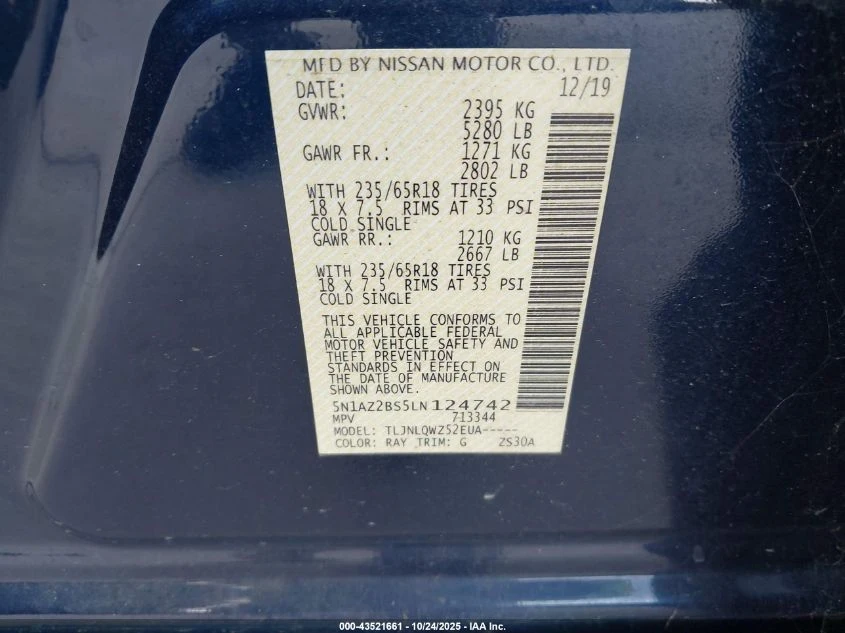 MFD BY NISSAN MOTOR CO., LTD.
DATE: 12/19
GVWR: 2395 KG
5280 LB
GAWR FR.: 1271 KG
2802 LB
WITH 235/65R18 TIRES
18 X 7.5 RIMS AT 33 PSI
COLD SINGLE
GAWR RR.: 1210 KG
2667 LB
WITH 235/65R18 TIRES
18 X 7.5 RIMS AT 33 PSI
COLD SINGLE
THIS VEHICLE CONFORMS TO
ALL APPLICABLE FEDERAL
MOTOR VEHICLE SAFETY AND
THEFT PREVENTION
STANDARDS IN EFFECT ON
THE DATE OF MANUFACTURE
SHOWN ABOVE.
5N1AZ2BS5LN124742
MPV 713344
MODEL: TLJNLQWZ52EUA-----
COLOR: RAY TRIM: G ZS30A
000-43521661 - 10/24/2025 - IAA Inc.